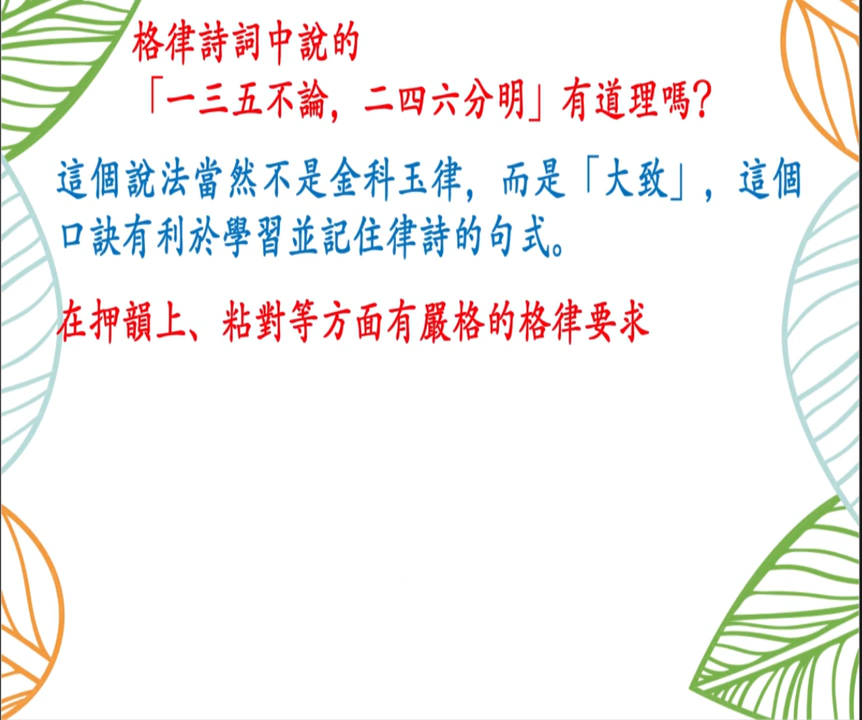 格律詩詞中說的
「一三五不論，二四六分明」有道理嗎？
這個說法當然不是金科玉律，而是「大致」，這個
口訣有利於學習並記住律詩的句式。
在押韻上、粘對等方面有嚴格的格律要求